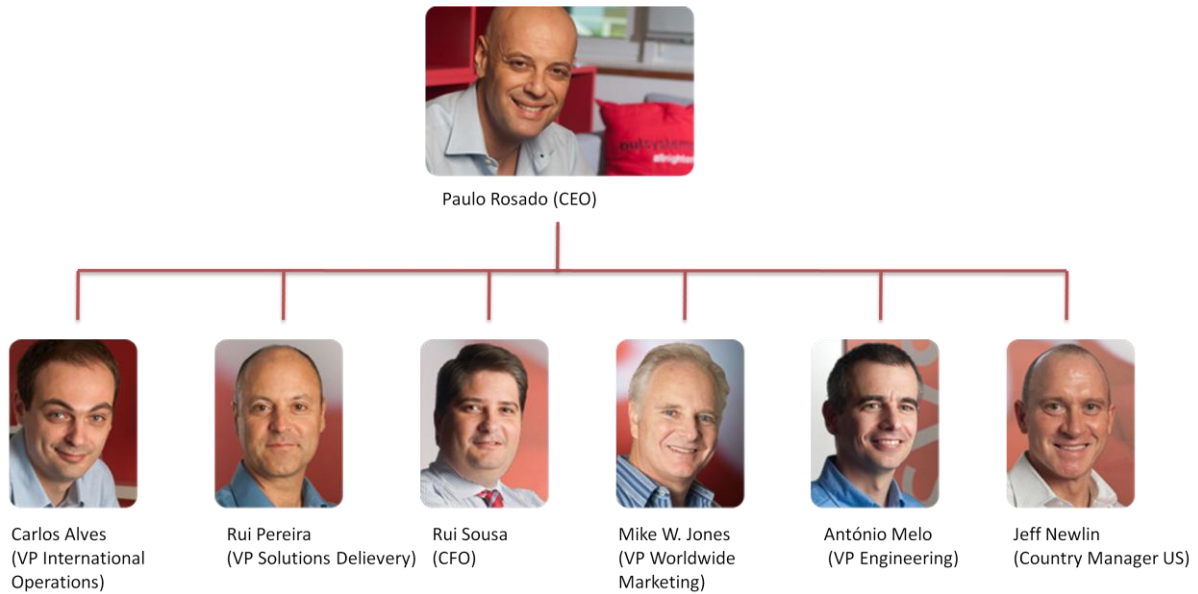 outsystems
Paulo Rosado (CEO)
Carlos Alves
(VP International
Operations)
Rui Pereira
(VP Solutions Delievery)
Rui Sousa
(CFO)
Mike W. Jones
(VP Worldwide
Marketing)
António Melo
(VP Engineering)
Jeff Newlin
(Country Manager US)